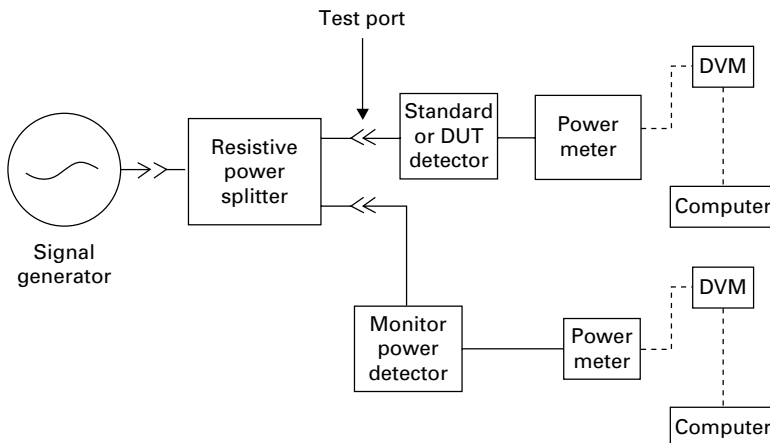 Test port
DVM
Standard
or DUT
detector
Power
meter
Resistive
power
splitter
Computer
Signal
generator
DVM
Monitor
power
detector
Power
meter
Computer